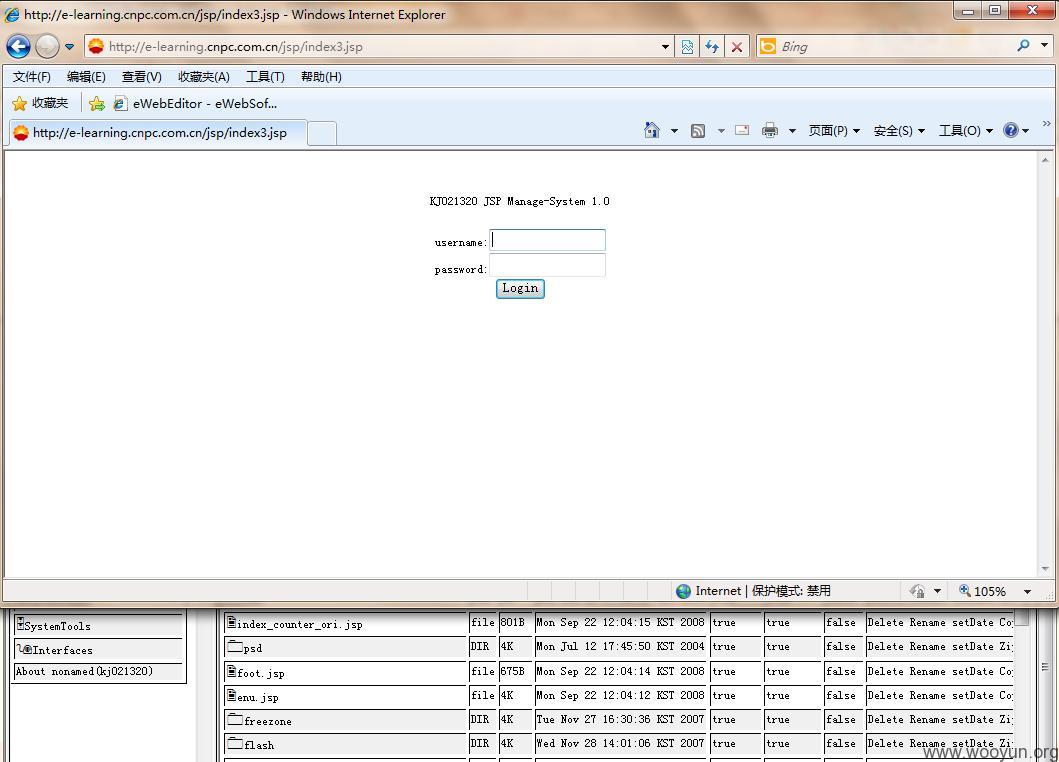 http://e-learning.cnpc.com.cn/jsp/index3.jsp - Windows Internet Explorer
http://e-learning.cnpc.com.cn/jsp/index3.jsp
Bing
文件(F) 编辑(E) 查看(V) 收藏夹(A) 工具(T) 帮助(H)
收藏夹 eWebEditor - eWebSof...
http://e-learning.cnpc.com.cn/jsp/index3.jsp
页面(P) 安全(S) 工具(O)
KJ021320 JSP Manage-System 1.0
username:
password:
Login
Internet | 保护模式: 禁用 105%
SystemTools
Interfaces
About nonamed(kj021320)
index_counter_ori.jsp file 801B Mon Sep 22 12:04:15 KST 2008 true true false Delete Rename setDate Co
psd DIR 4K Mon Jul 12 17:45:50 KST 2004 true true false Delete Rename setDate Zi
foot.jsp file 675B Mon Sep 22 12:04:14 KST 2008 true true false Delete Rename setDate Co
enu.jsp file 4K Mon Sep 22 12:04:12 KST 2008 true true false Delete Rename setDate Co
freezone DIR 4K Tue Nov 27 16:30:36 KST 2007 true true false Delete Rename setDate Zi
flash DIR 4K Wed Nov 28 14:01:06 KST 2007 true true false Delete Rename setDate Zi
www.wooyun.org